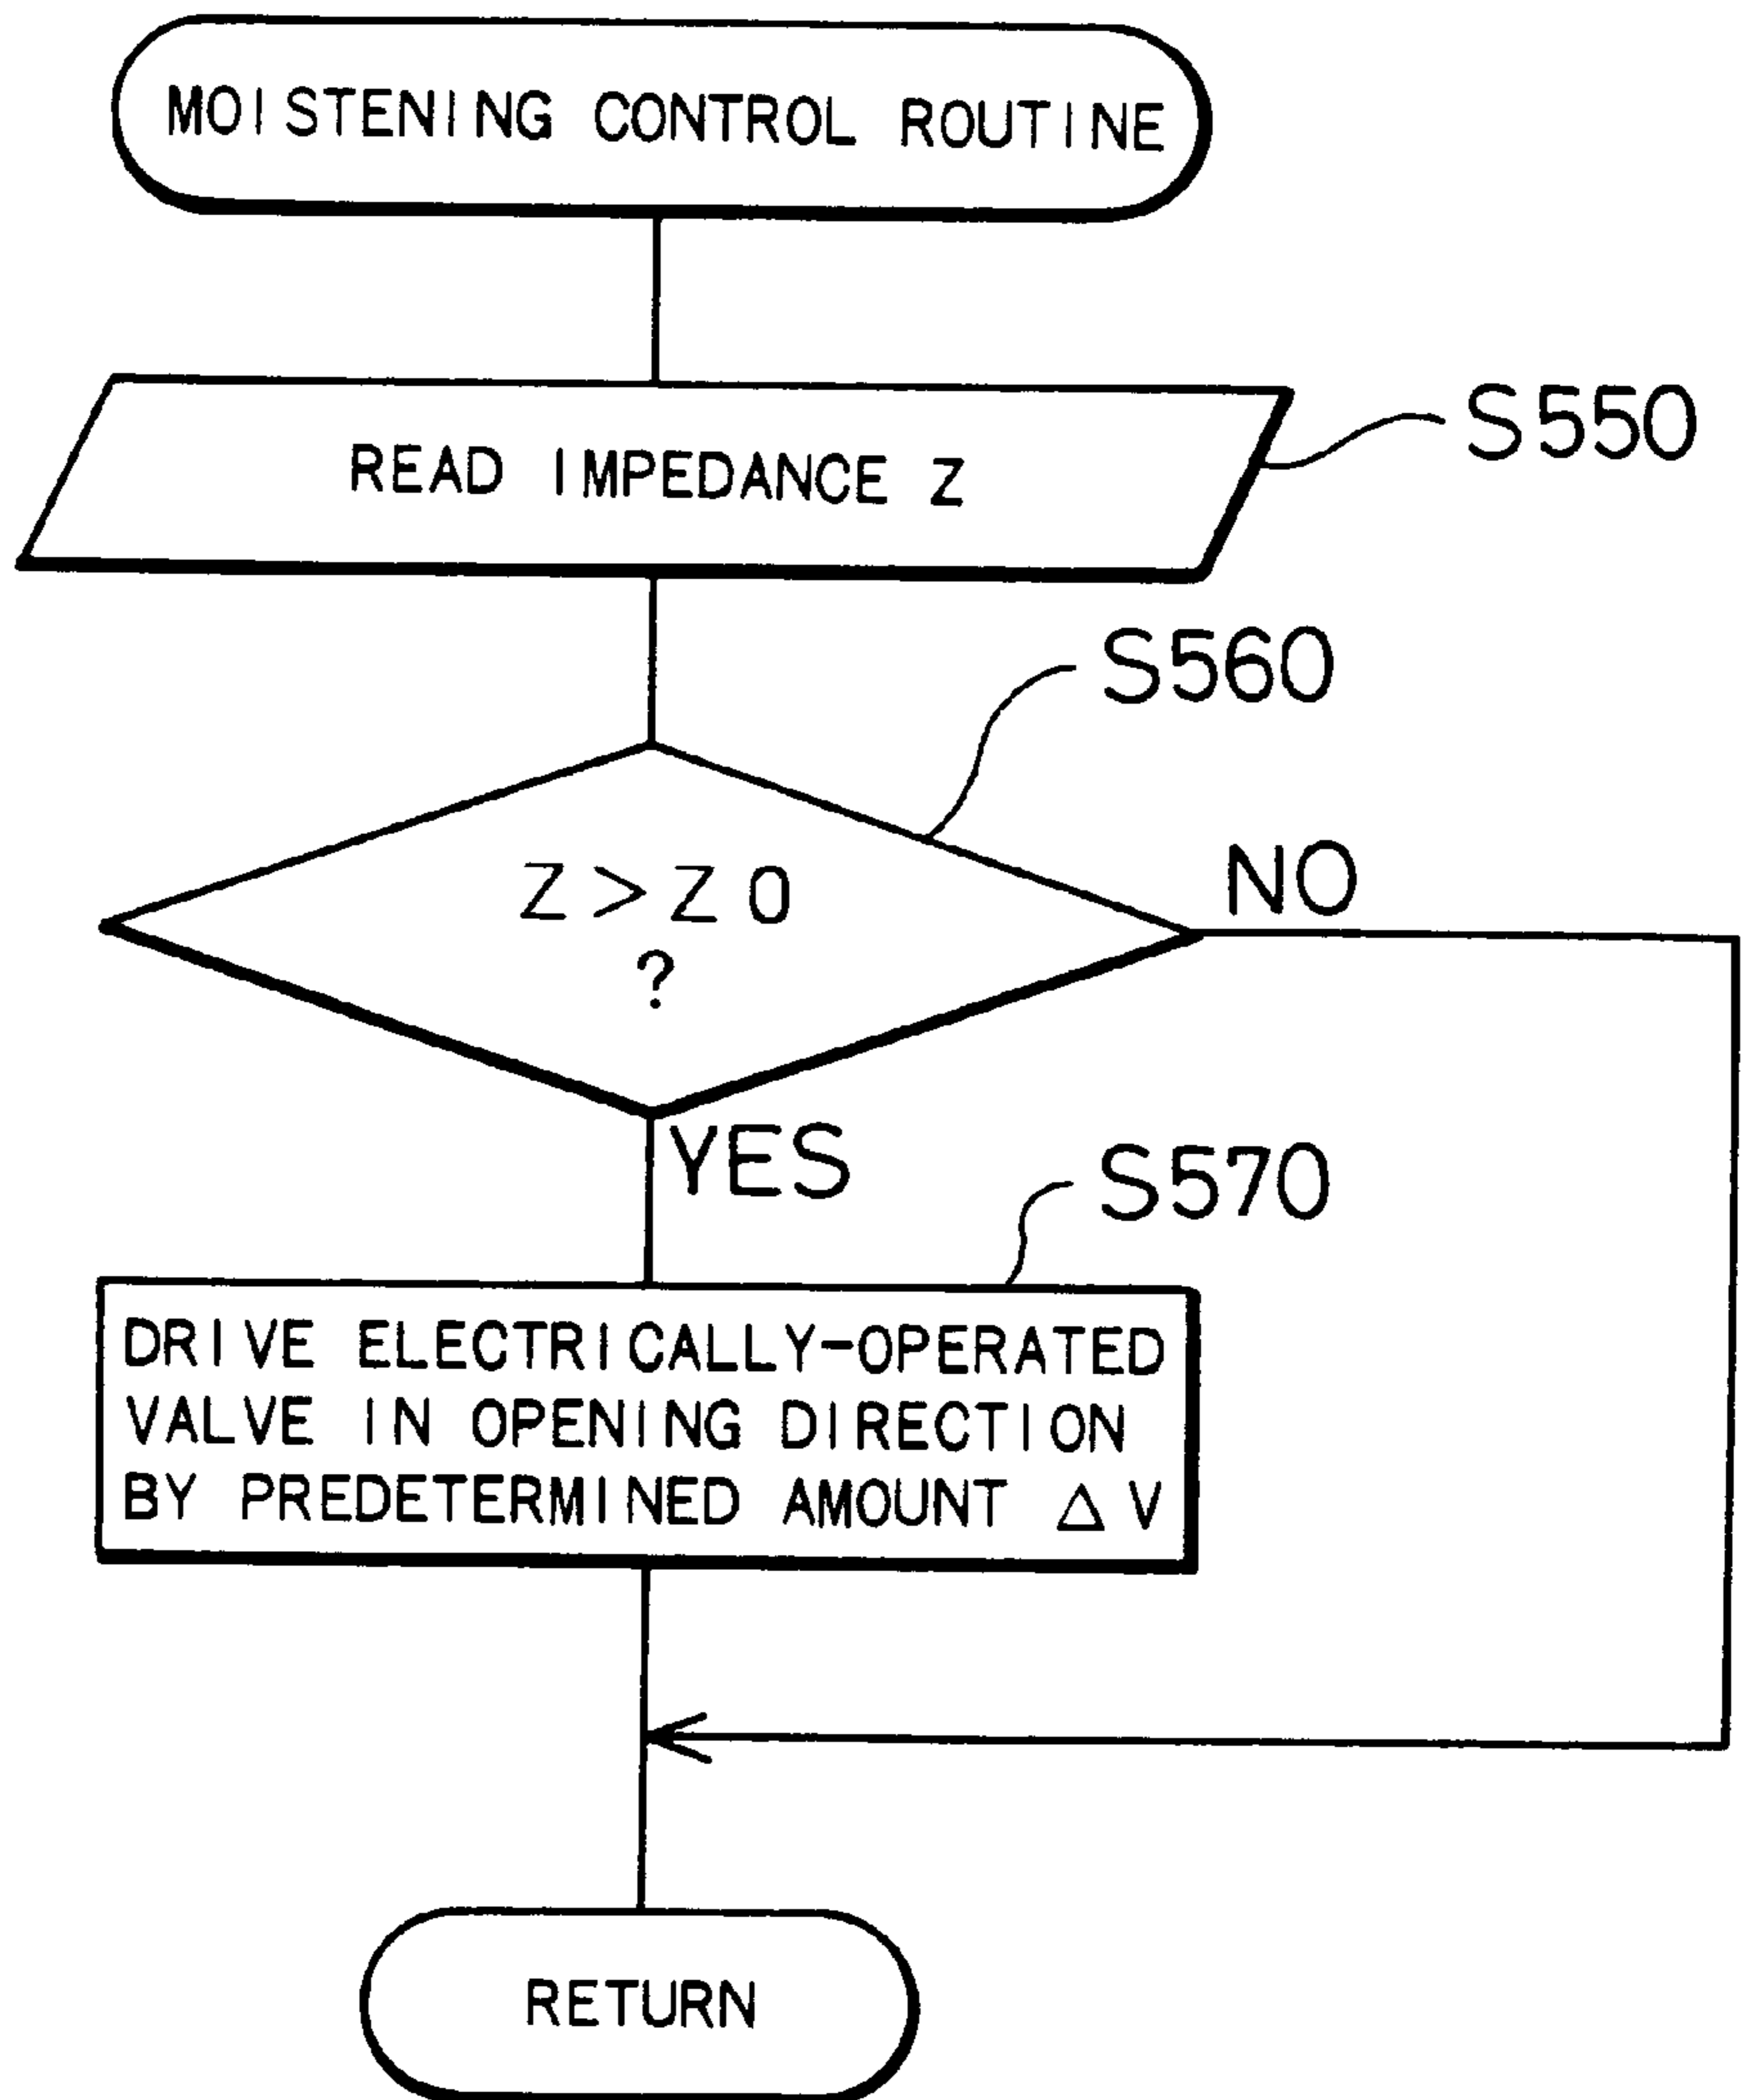 MOISTENING CONTROL ROUTINE
READ IMPEDANCE Z
S550
S560
Z > Z0
?
NO
YES
S570
DRIVE ELECTRICALLY-OPERATED
VALVE IN OPENING DIRECTION
BY PREDETERMINED AMOUNT △V
RETURN